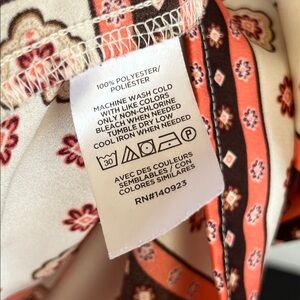 100% POLYESTER/
POLIÉSTER
MACHINE WASH COLD
WITH LIKE COLORS
ONLY NON-CHLORINE
BLEACH WHEN NEEDED
TUMBLE DRY LOW
COOL IRON WHEN NEEDED
P
AVEC DES COULEURS
SEMBLABLES / CON
COLORES SIMILARES
RN#140923